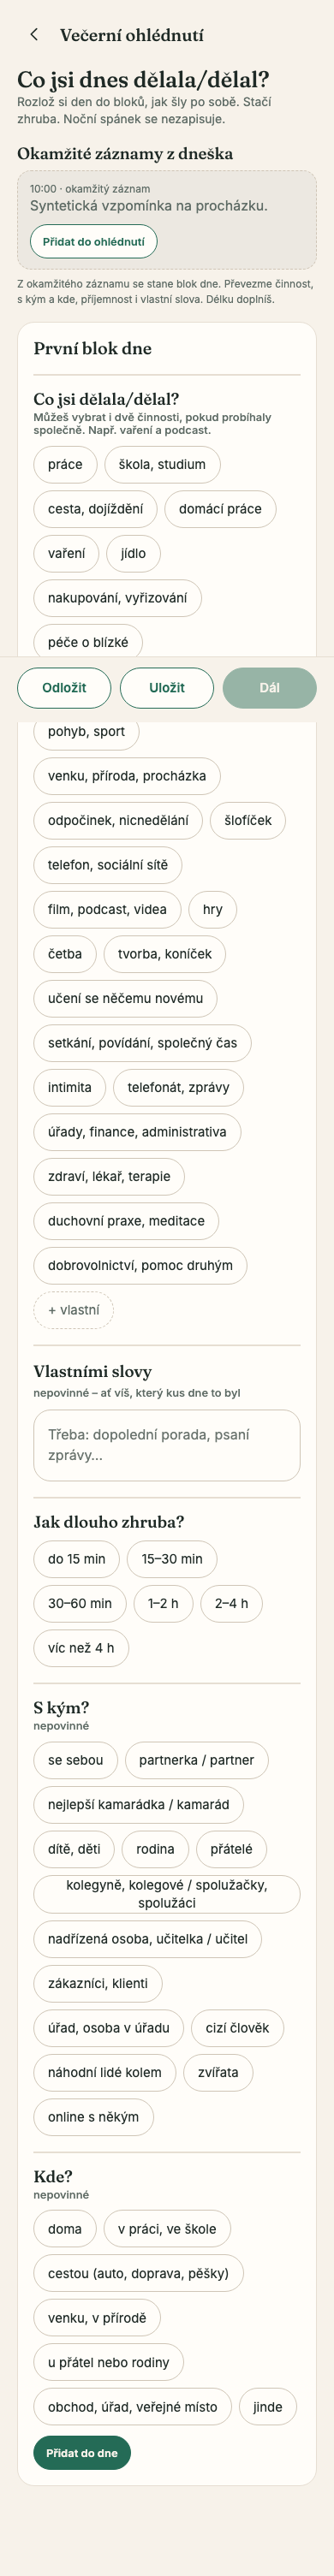 Večerní ohlédnutí
Co jsi dnes dělala/dělal?
Rozlož si den do bloků, jak šly po sobě. Stačí
zhruba. Noční spánek se nezapisuje.
Okamžité záznamy z dneška
10:00 · okamžitý záznam
Syntetická vzpomínka na procházku.
Přidat do ohlédnutí
Z okamžitého záznamu se stane blok dne. Převezme činnost,
s kým a kde, příjemnost i vlastní slova. Délku doplníš.
První blok dne
Co jsi dělala/dělal?
Můžeš vybrat i dvě činnosti, pokud probíhaly
společně. Např. vaření a podcast.
práce
škola, studium
cesta, dojíždění
domácí práce
vaření
jídlo
nakupování, vyřizování
péče o blízké
Odložit
Uložit
Dál
pohyb, sport
venku, příroda, procházka
odpočinek, nicnedělání
šlofíček
telefon, sociální sítě
film, podcast, videa
hry
četba
tvorba, koníček
učení se něčemu novému
setkání, povídání, společný čas
intimita
telefonát, zprávy
úřady, finance, administrativa
zdraví, lékař, terapie
duchovní praxe, meditace
dobrovolnictví, pomoc druhým
+ vlastní
Vlastními slovy
nepovinné – ať víš, který kus dne to byl
Třeba: dopolední porada, psaní
zprávy…
Jak dlouho zhruba?
do 15 min
15–30 min
30–60 min
1–2 h
2–4 h
víc než 4 h
S kým?
nepovinné
se sebou
partnerka / partner
nejlepší kamarádka / kamarád
dítě, děti
rodina
přátelé
kolegyně, kolegové / spolužačky,
spolužáci
nadřízená osoba, učitelka / učitel
zákazníci, klienti
úřad, osoba v úřadu
cizí člověk
náhodní lidé kolem
zvířata
online s někým
Kde?
nepovinné
doma
v práci, ve škole
cestou (auto, doprava, pěšky)
venku, v přírodě
u přátel nebo rodiny
obchod, úřad, veřejné místo
jinde
Přidat do dne